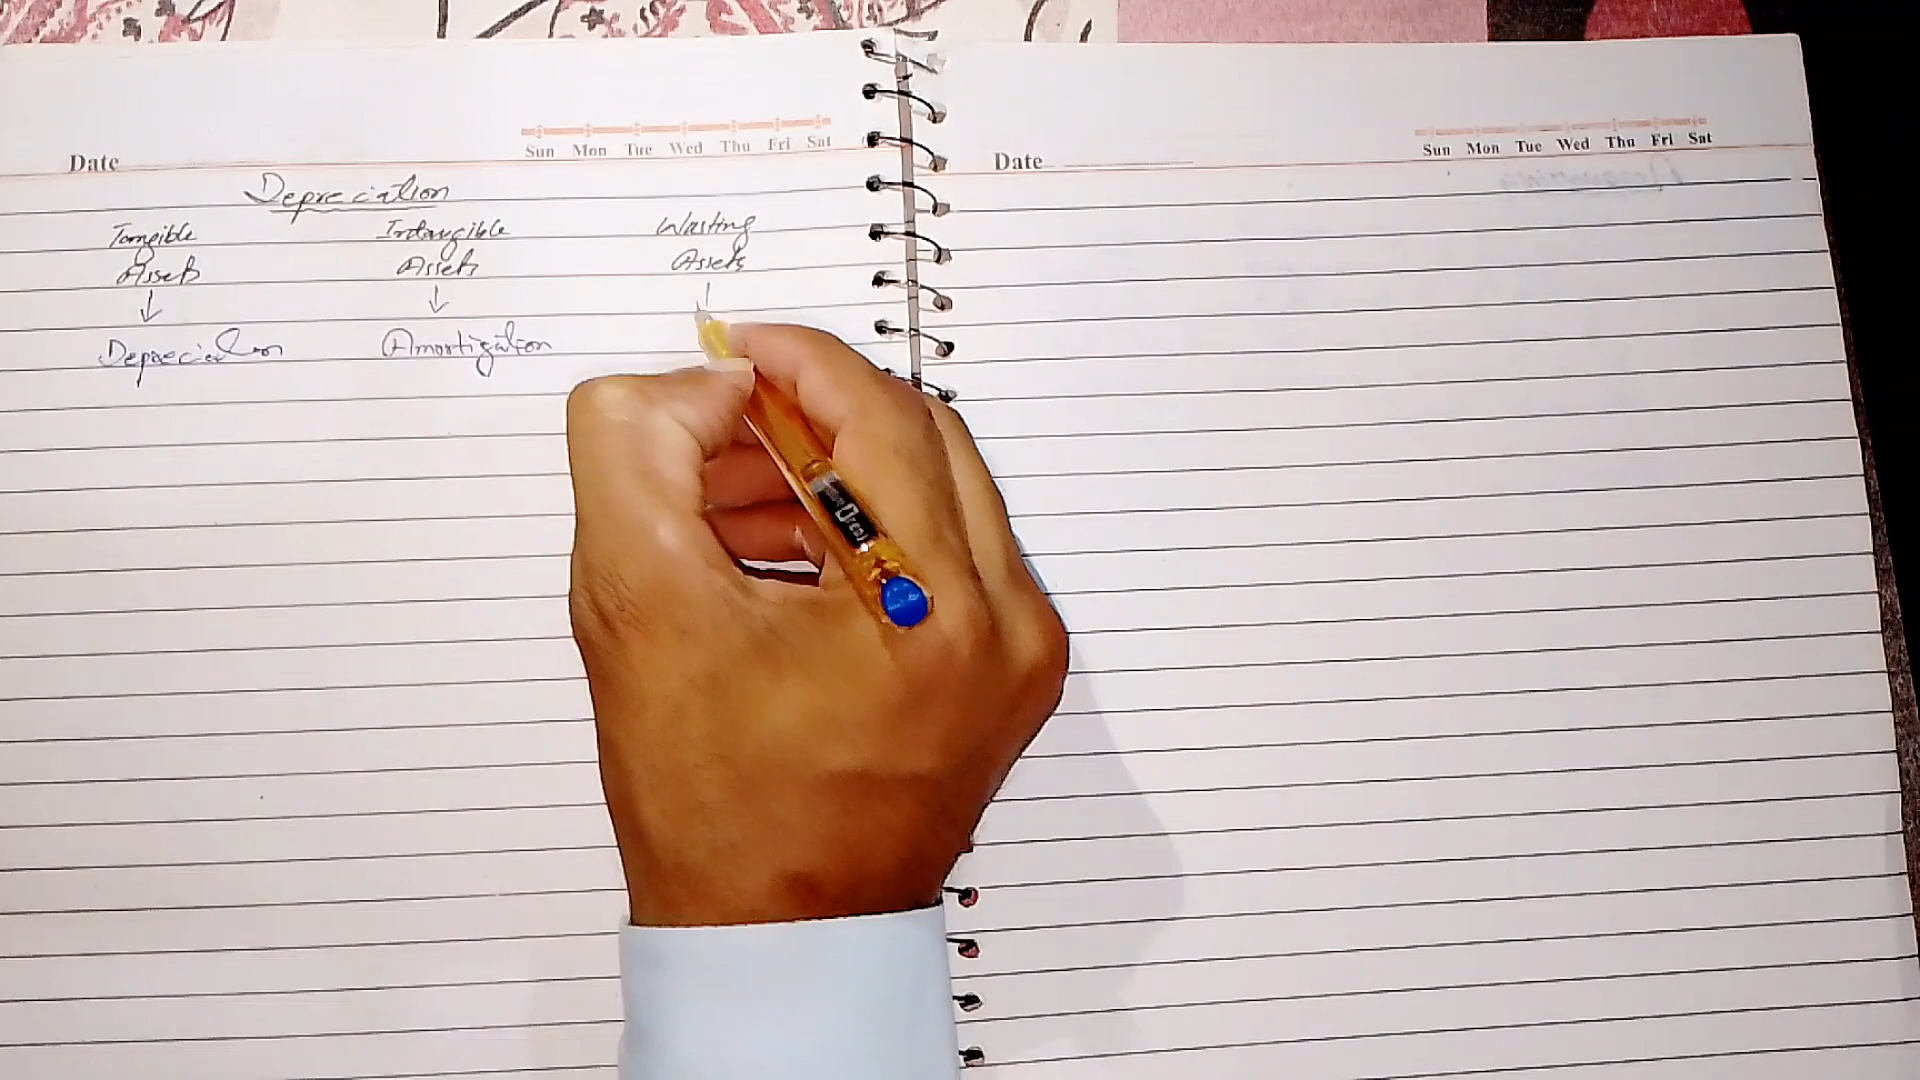 Sun Mon Tue Wed Thu Fri Sat
Date
Depreciation
Tangible Intangible Wasting
Assets Assets Assets
Depreciation Amortization
Sun Mon Tue Wed Thu Fri Sat
Date